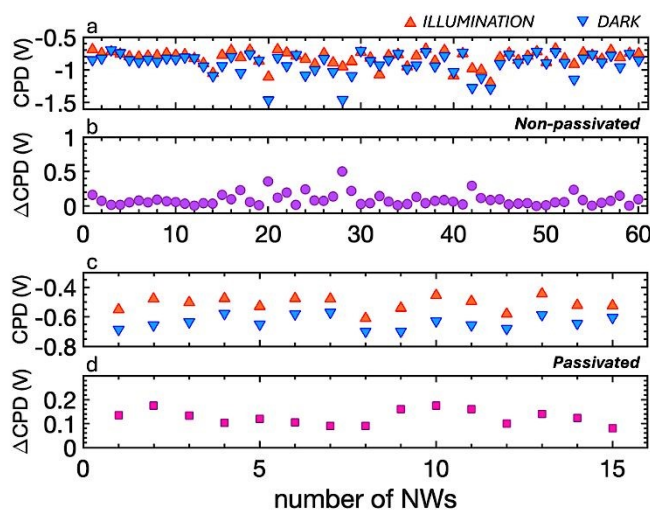 ILLUMINATION DARK
a
CPD (V)
-0.5
-1
-1.5
b
Non-passivated
ΔCPD (V)
1
0.5
0
0 10 20 30 40 50 60
c
CPD (V)
-0.4
-0.6
-0.8
d
Passivated
ΔCPD (V)
0.2
0.1
0
0 5 10 15
number of NWs